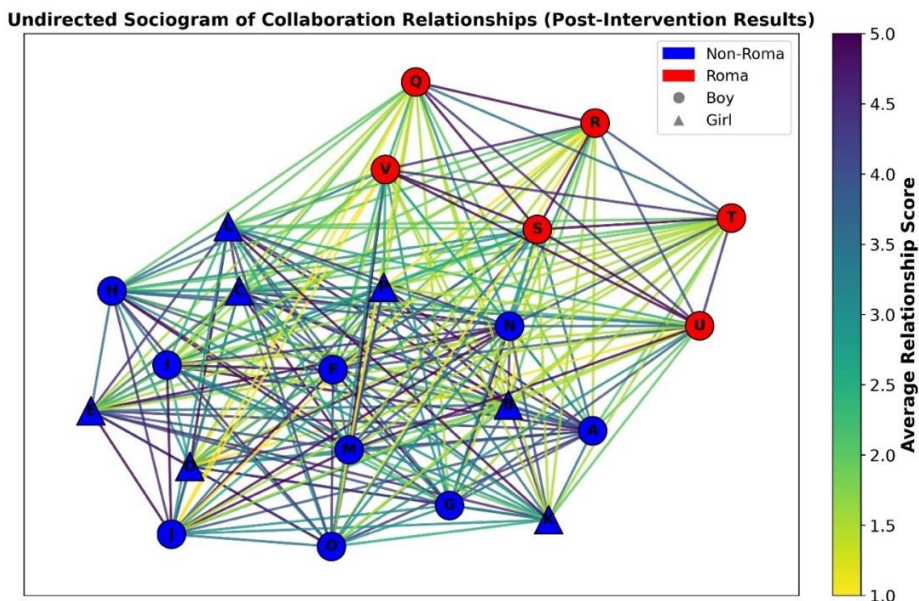 Undirected Sociogram of Collaboration Relationships (Post-Intervention Results)
Non-Roma
Roma
Boy
Girl
Q
R
V
T
S
L
H
C
P
N
U
I
F
E
B
A
M
D
G
K
J
O
5.0
4.5
4.0
3.5
3.0
2.5
2.0
1.5
1.0
Average Relationship Score